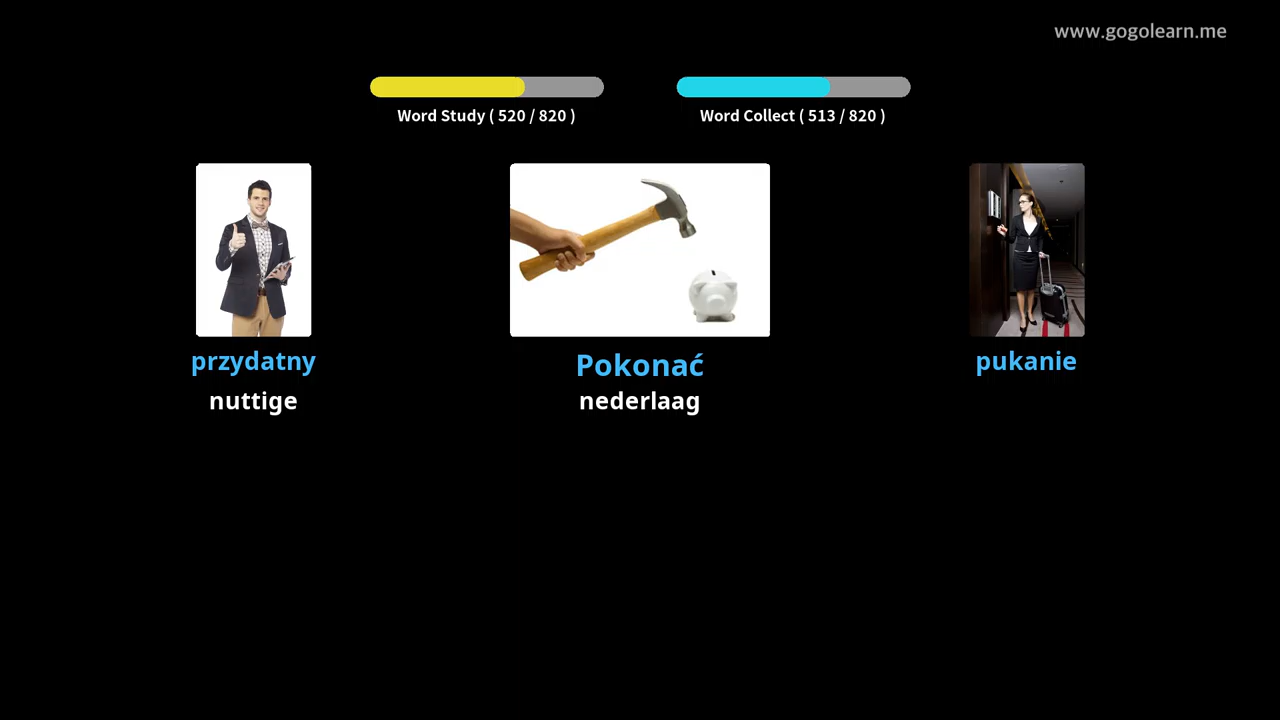 www.gogolearn.me
Word Study ( 520 / 820 )
Word Collect ( 513 / 820 )
przydatny
nuttige
Pokonać
nederlaag
pukanie